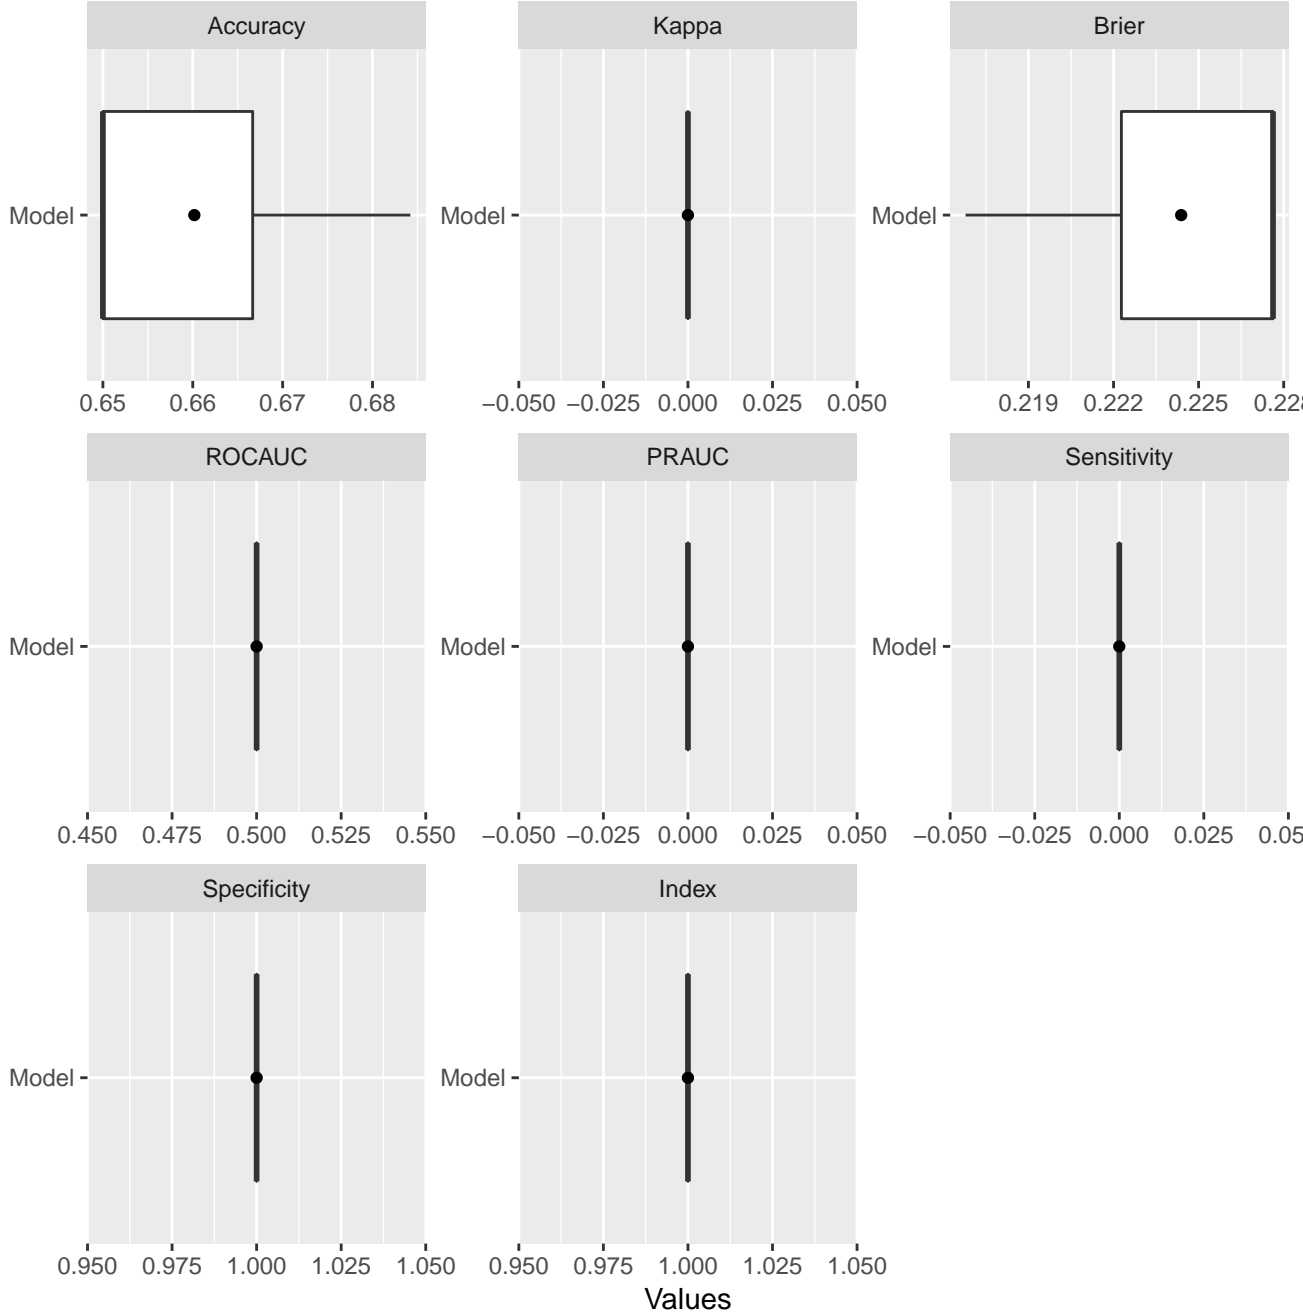 Accuracy Kappa Brier
Model Model Model
0.65 0.66 0.67 0.68 −0.050 −0.025 0.000 0.025 0.050 0.219 0.222 0.225 0.228
ROCAUC PRAUC Sensitivity
Model Model Model
0.450 0.475 0.500 0.525 0.550 −0.050 −0.025 0.000 0.025 0.050 −0.050 −0.025 0.000 0.025 0.05
Specificity Index
Model Model
0.950 0.975 1.000 1.025 1.050 0.950 0.975 1.000 1.025 1.050
Values